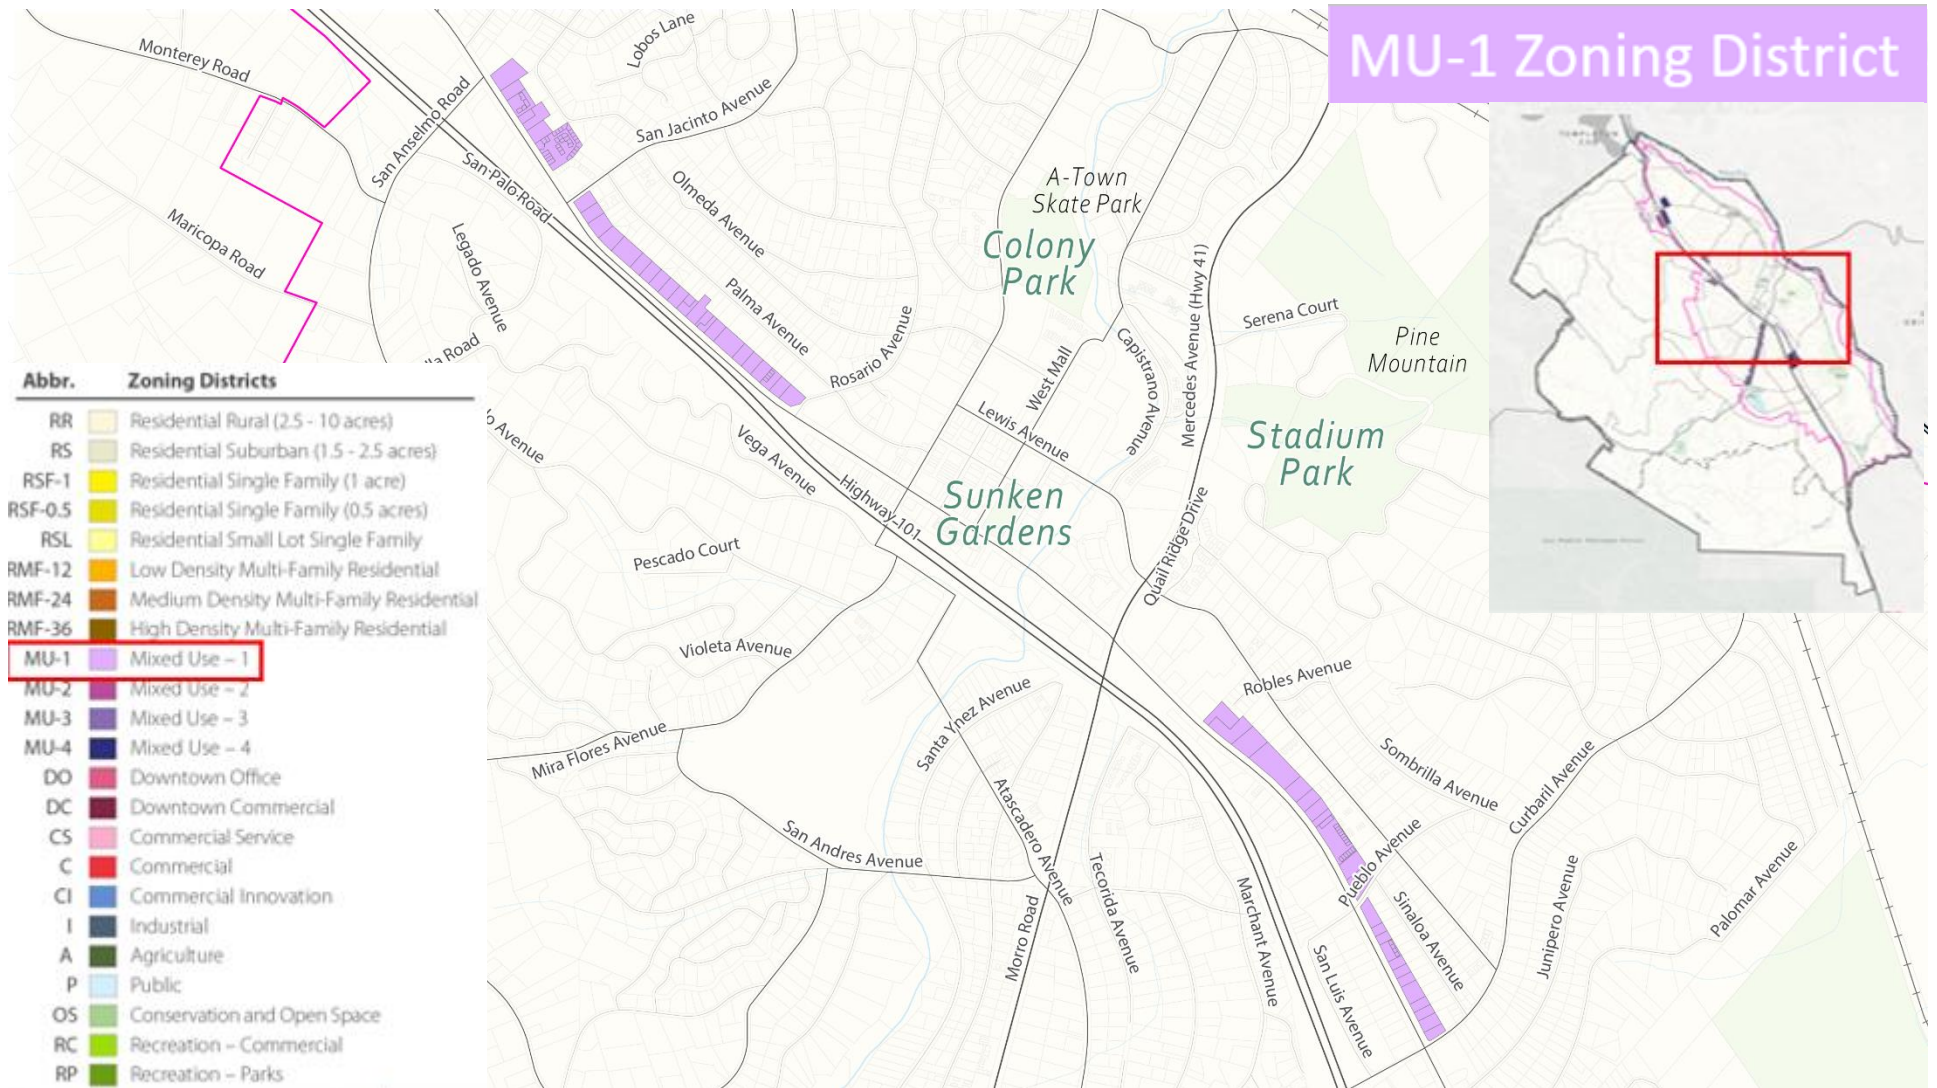 MU-1 Zoning District
Lobos Lane
Monterey Road
San Anselmo Road
San Jacinto Avenue
San Palo Road
Olmeda Avenue
A-Town
Skate Park
Colony
Park
Maricopa Road
Legado Avenue
Palma Avenue
Rosario Avenue
Mercedes Avenue (Hwy 41)
Serena Court
Pine
Mountain
West Mall
Capistrano Avenue
Lewis Avenue
la Road
o Avenue
Vega Avenue
Highway 101
Stadium
Park
Sunken
Gardens
Quail Ridge Drive
Pescado Court
Violeta Avenue
Mira Flores Avenue
Santa Ynez Avenue
Robles Avenue
Sombrilla Avenue
Curbaril Avenue
San Andres Avenue
Atascadero Avenue
Tecorida Avenue
Morro Road
Marchant Avenue
San Luis Avenue
Pueblo Avenue
Sinaloa Avenue
Junipero Avenue
Palomar Avenue
Abbr. Zoning Districts
RR Residential Rural (2.5 - 10 acres)
RS Residential Suburban (1.5 - 2.5 acres)
RSF-1 Residential Single Family (1 acre)
RSF-0.5 Residential Single Family (0.5 acres)
RSL Residential Small Lot Single Family
RMF-12 Low Density Multi-Family Residential
RMF-24 Medium Density Multi-Family Residential
RMF-36 High Density Multi-Family Residential
MU-1 Mixed Use – 1
MU-2 Mixed Use – 2
MU-3 Mixed Use – 3
MU-4 Mixed Use – 4
DO Downtown Office
DC Downtown Commercial
CS Commercial Service
C Commercial
CI Commercial Innovation
I Industrial
A Agriculture
P Public
OS Conservation and Open Space
RC Recreation – Commercial
RP Recreation – Parks